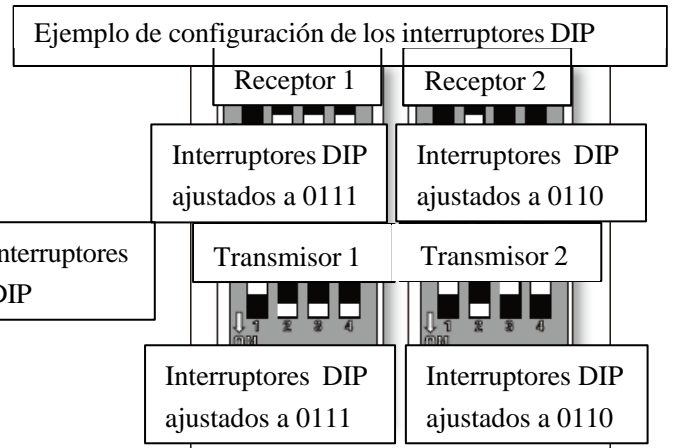 Ejemplo de configuración de los interruptores DIP
Receptor 1
Receptor 2
Interruptores DIP
ajustados a 0111
Interruptores DIP
ajustados a 0110
nterruptores
DIP
Transmisor 1
Transmisor 2
1 2 3 4
1 2 3 4
Interruptores DIP
ajustados a 0111
Interruptores DIP
ajustados a 0110